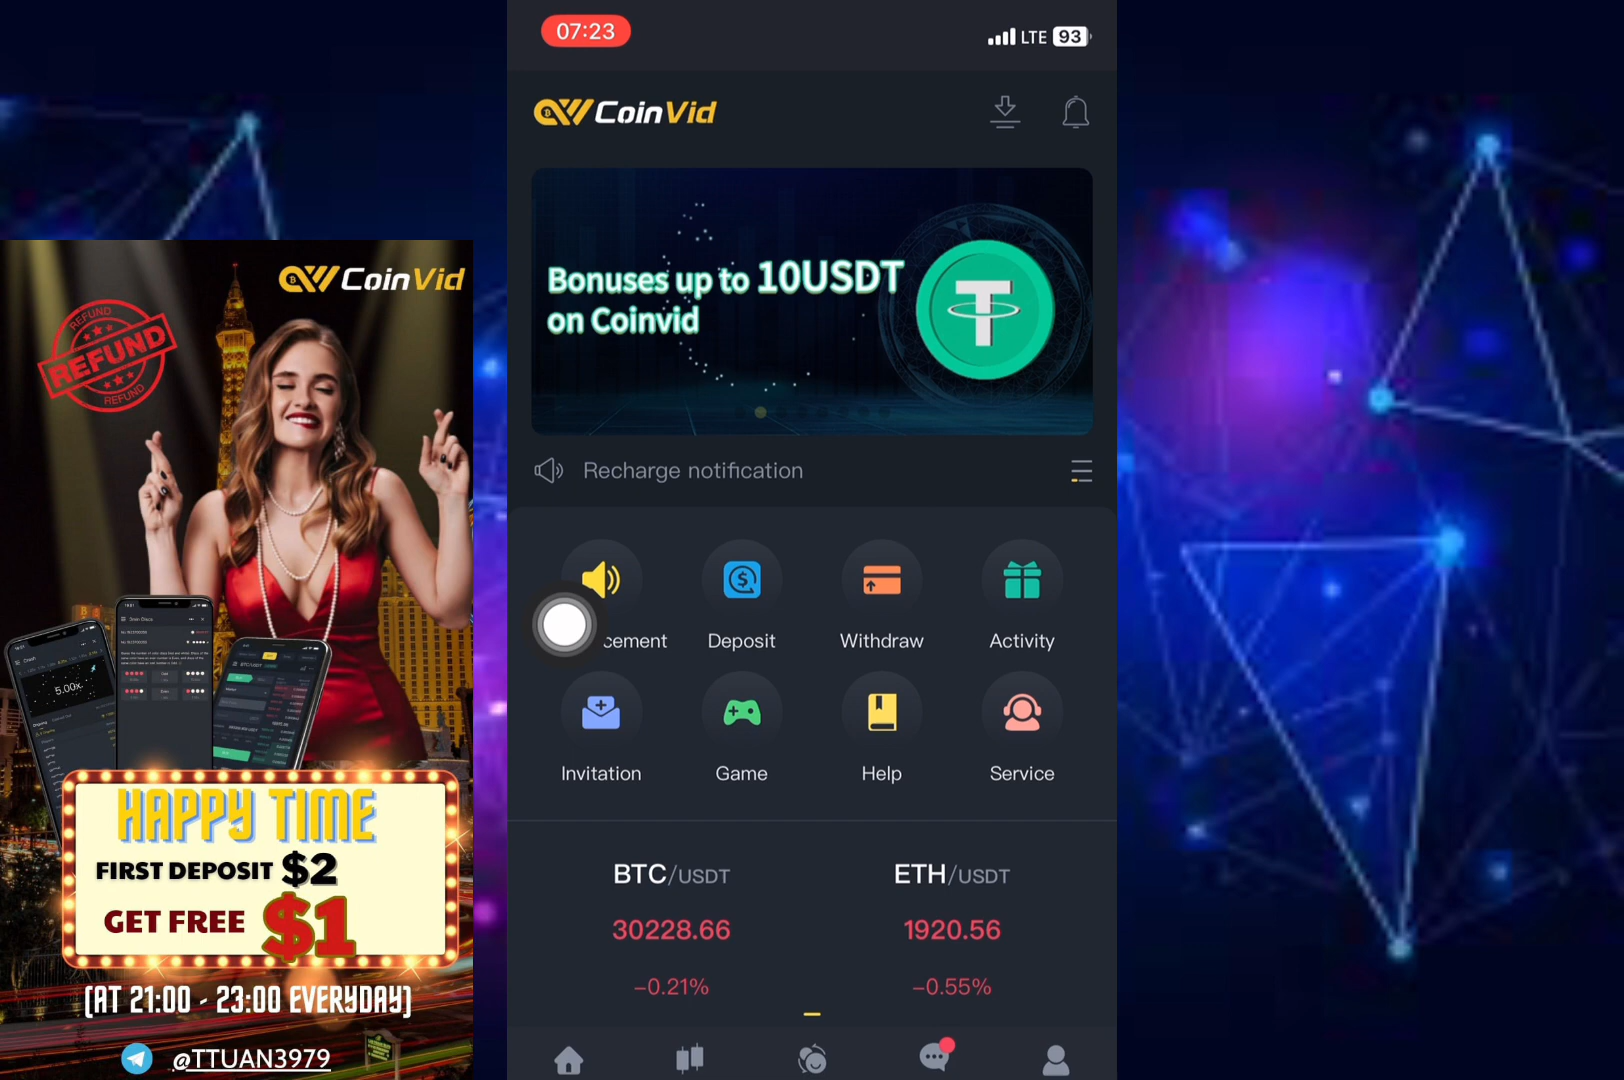 07:23
LTE 93
CoinVid
Bonuses up to 10USDT
on Coinvid
Recharge notification
cement
Deposit
Withdraw
Activity
Invitation
Game
Help
Service
BTC/USDT
ETH/USDT
30228.66
1920.56
-0.21%
-0.55%
CoinVid
REFUND
REFUND
REFUND
5.00x
BTC/USDT
HAPPY TIME
FIRST DEPOSIT $2
GET FREE $1
(AT 21:00 - 23:00 EVERYDAY)
@TTUAN3979